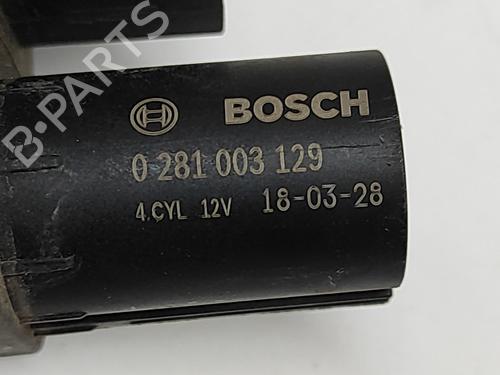 B-PARTS
BOSCH
0 281 003 129
4 CYL 12V 18-03-28